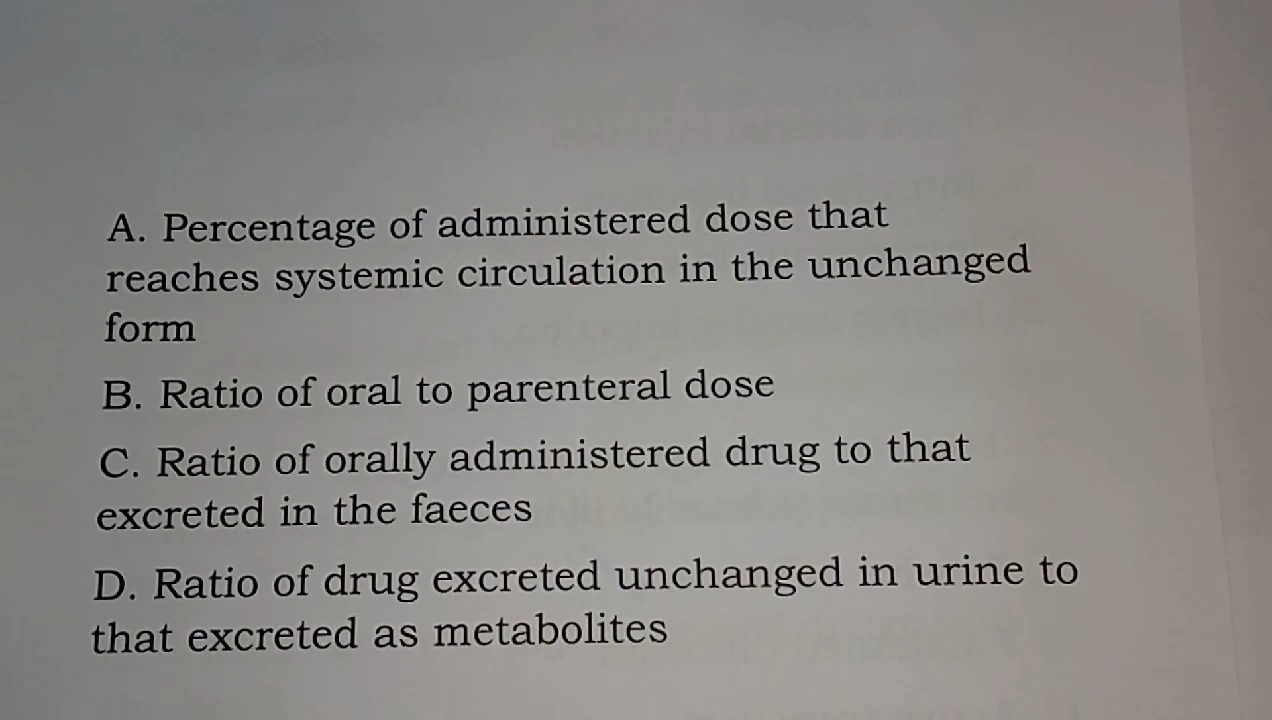 A. Percentage of administered dose that
reaches systemic circulation in the unchanged
form
B. Ratio of oral to parenteral dose
C. Ratio of orally administered drug to that
excreted in the faeces
D. Ratio of drug excreted unchanged in urine to
that excreted as metabolites